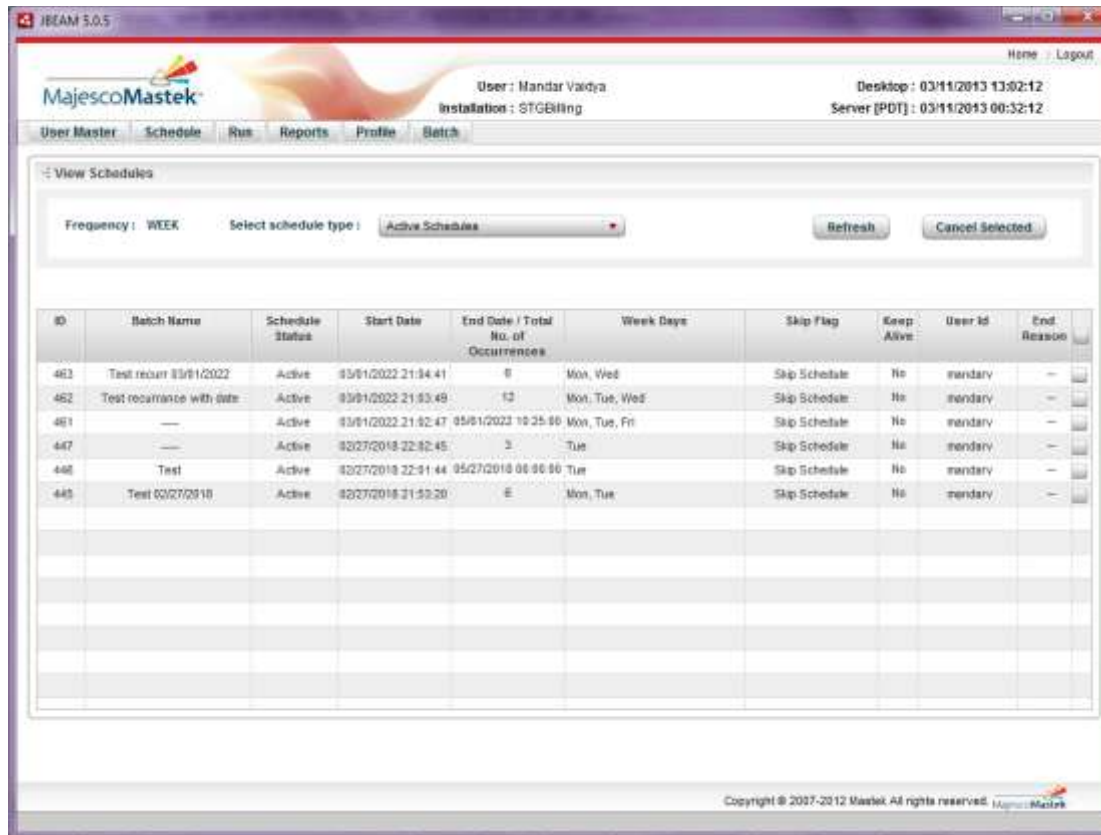 JBEAM 5.0.5
Home Logout
MajescoMastek
User : Mandar Vaidya
Desktop : 03/11/2013 13:02:12
Installation : STGBilling
Server [PDT] : 03/11/2013 00:32:12
User Master Schedule Run Reports Profile Batch
View Schedules
Frequency : WEEK Select schedule type : Active Schedules Refresh Cancel Selected
ID Batch Name Schedule Status Start Date End Date / Total No. of Occurrences Week Days Skip Flag Keep Alive User Id End Reason
463 Test recurr 03/01/2022 Active 03/01/2022 21:04:41 Mon, Wed Skip Schedule No mandarv --
462 Test recurrance with date Active 03/01/2022 21:03:49 12 Mon, Tue, Wed Skip Schedule No mandarv --
461 ---- Active 03/01/2022 21:02:47 05/01/2022 10:25:00 Mon, Tue, Fri Skip Schedule No mandarv --
447 ---- Active 02/27/2018 22:02:45 3 Tue Skip Schedule No mandarv --
446 Test Active 02/27/2018 22:01:44 05/27/2018 00:00:00 Tue Skip Schedule No mandarv --
445 Test 02/27/2018 Active 02/27/2018 21:53:20 Mon, Tue Skip Schedule No mandarv --
Copyright © 2007-2012 Mastek All rights reserved. MajescoMastek